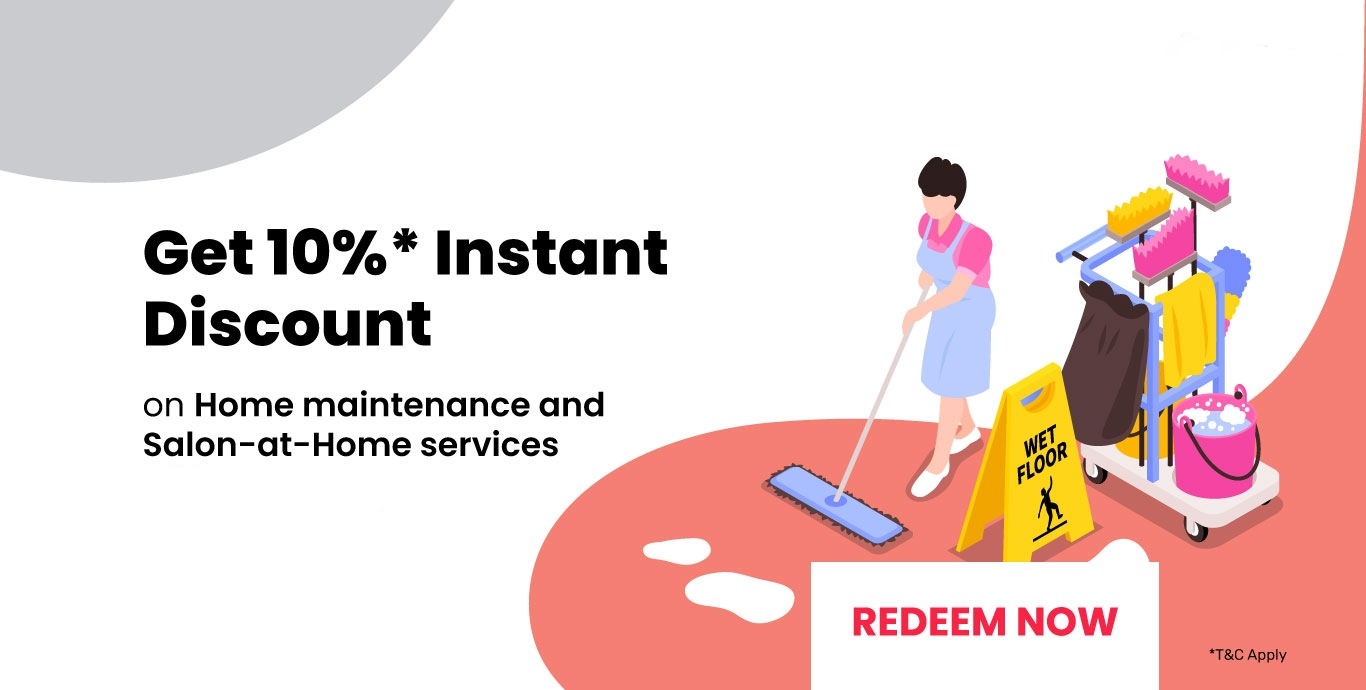 Get 10%* Instant
Discount
on Home maintenance and
Salon-at-Home services
WET
FLOOR
REDEEM NOW
*T&C Apply